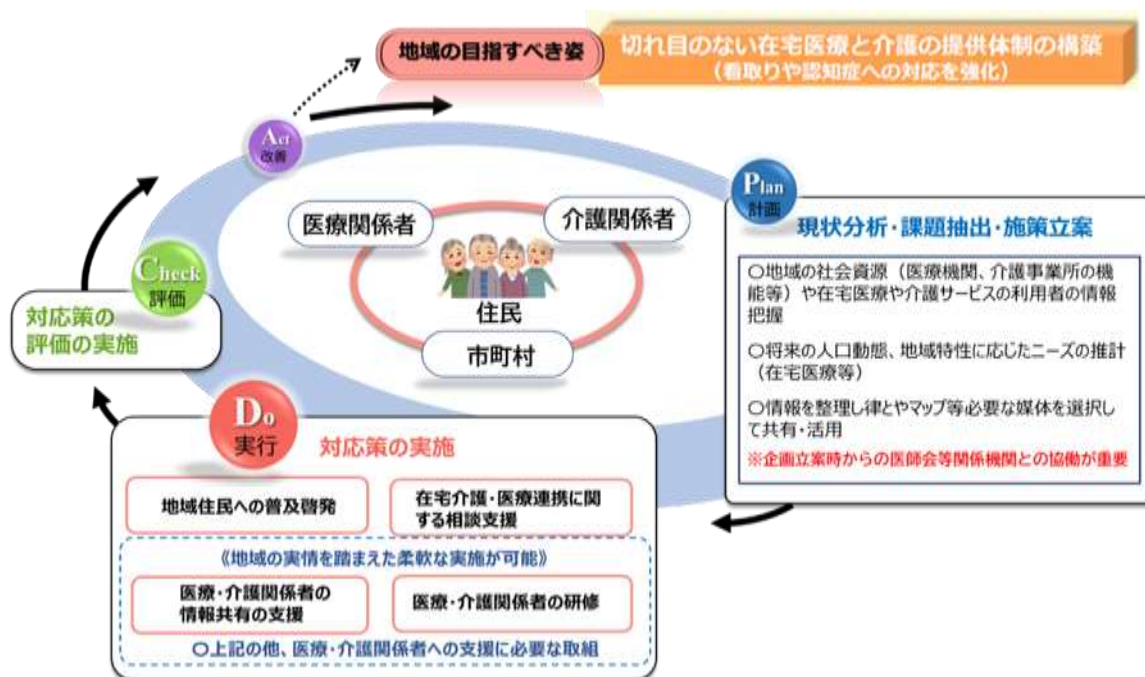 地域の目指すべき姿
切れ目のない在宅医療と介護の提供体制の構築
（看取りや認知症への対応を強化）
Act
改善
Plan
計画
現状分析・課題抽出・施策立案
〇地域の社会資源（医療機関、介護事業所の機
能等）や在宅医療や介護サービスの利用者の情報
把握
〇将来の人口動態、地域特性に応じたニーズの推計
（在宅医療等）
〇情報を整理し律とやマップ等必要な媒体を選択し
て共有・活用
※企画立案時からの医師会等関係機関との協働が重要
医療関係者
介護関係者
住民
市町村
Check
評価
対応策の
評価の実施
Do
実行
対応策の実施
地域住民への普及啓発
在宅介護・医療連携に関
する相談支援
《地域の実情を踏まえた柔軟な実施が可能》
医療・介護関係者の
情報共有の支援
医療・介護関係者の研修
〇上記の他、医療・介護関係者への支援に必要な取組